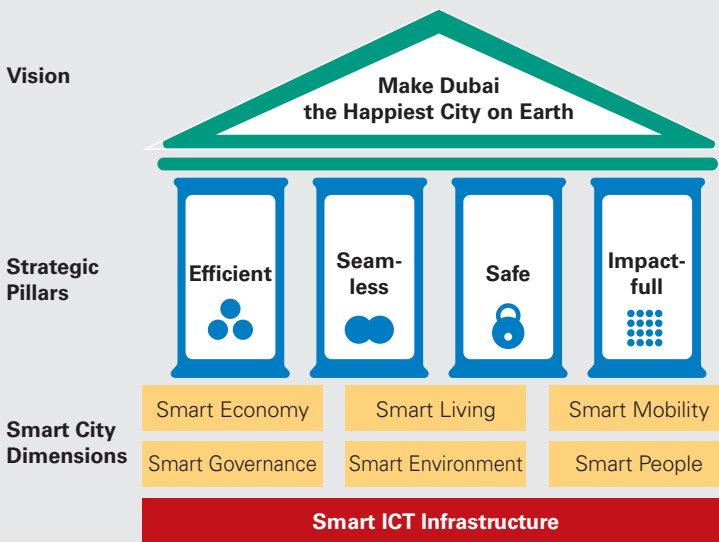 Vision
Make Dubai
the Happiest City on Earth
Strategic
Pillars
Efficient
Seam-
less
Safe
Impact-
full
Smart City
Dimensions
Smart Economy
Smart Living
Smart Mobility
Smart Governance
Smart Environment
Smart People
Smart ICT Infrastructure